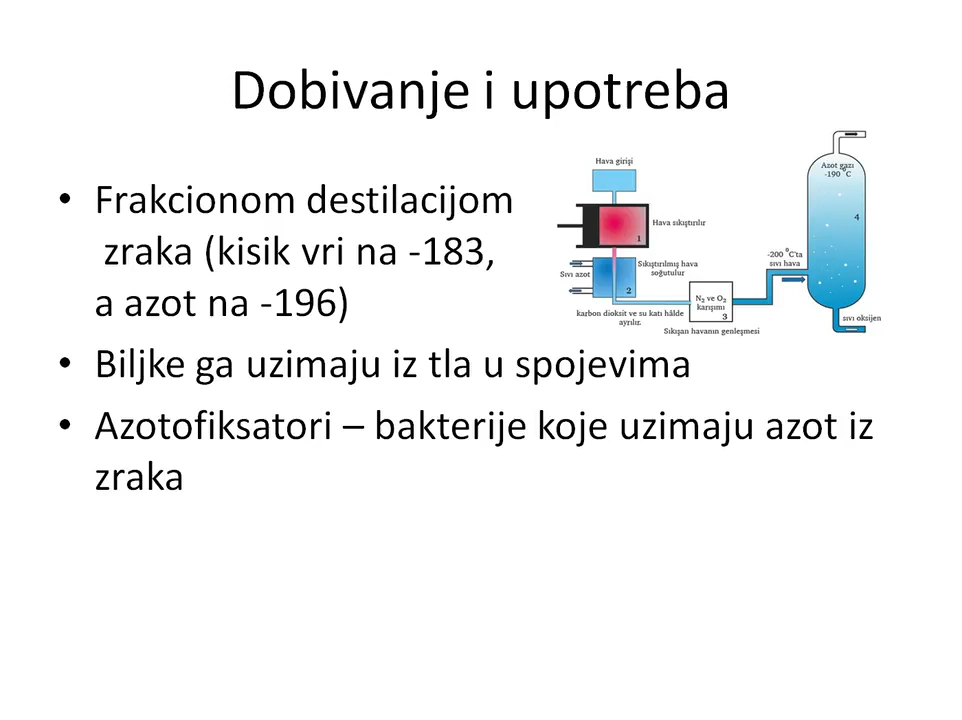 Dobivanje i upotreba
• Frakcionom destilacijom
zraka (kisik vri na -183,
a azot na -196)
• Biljke ga uzimaju iz tla u spojevima
• Azotofiksatori – bakterije koje uzimaju azot iz
zraka
Hava girişi
Hava sıkıştırılır
1
Sıkıştırılmış hava
soğutulur
Sıvı azot
2
karbon dioksit ve su katı hâlde
ayrılır.
N₂ ve O₂
karışımı
3
Sıkışan havanın genleşmesi
-200 ⁰C'ta
sıvı hava
Azot gazı
-190 ⁰C
4
sıvı oksijen